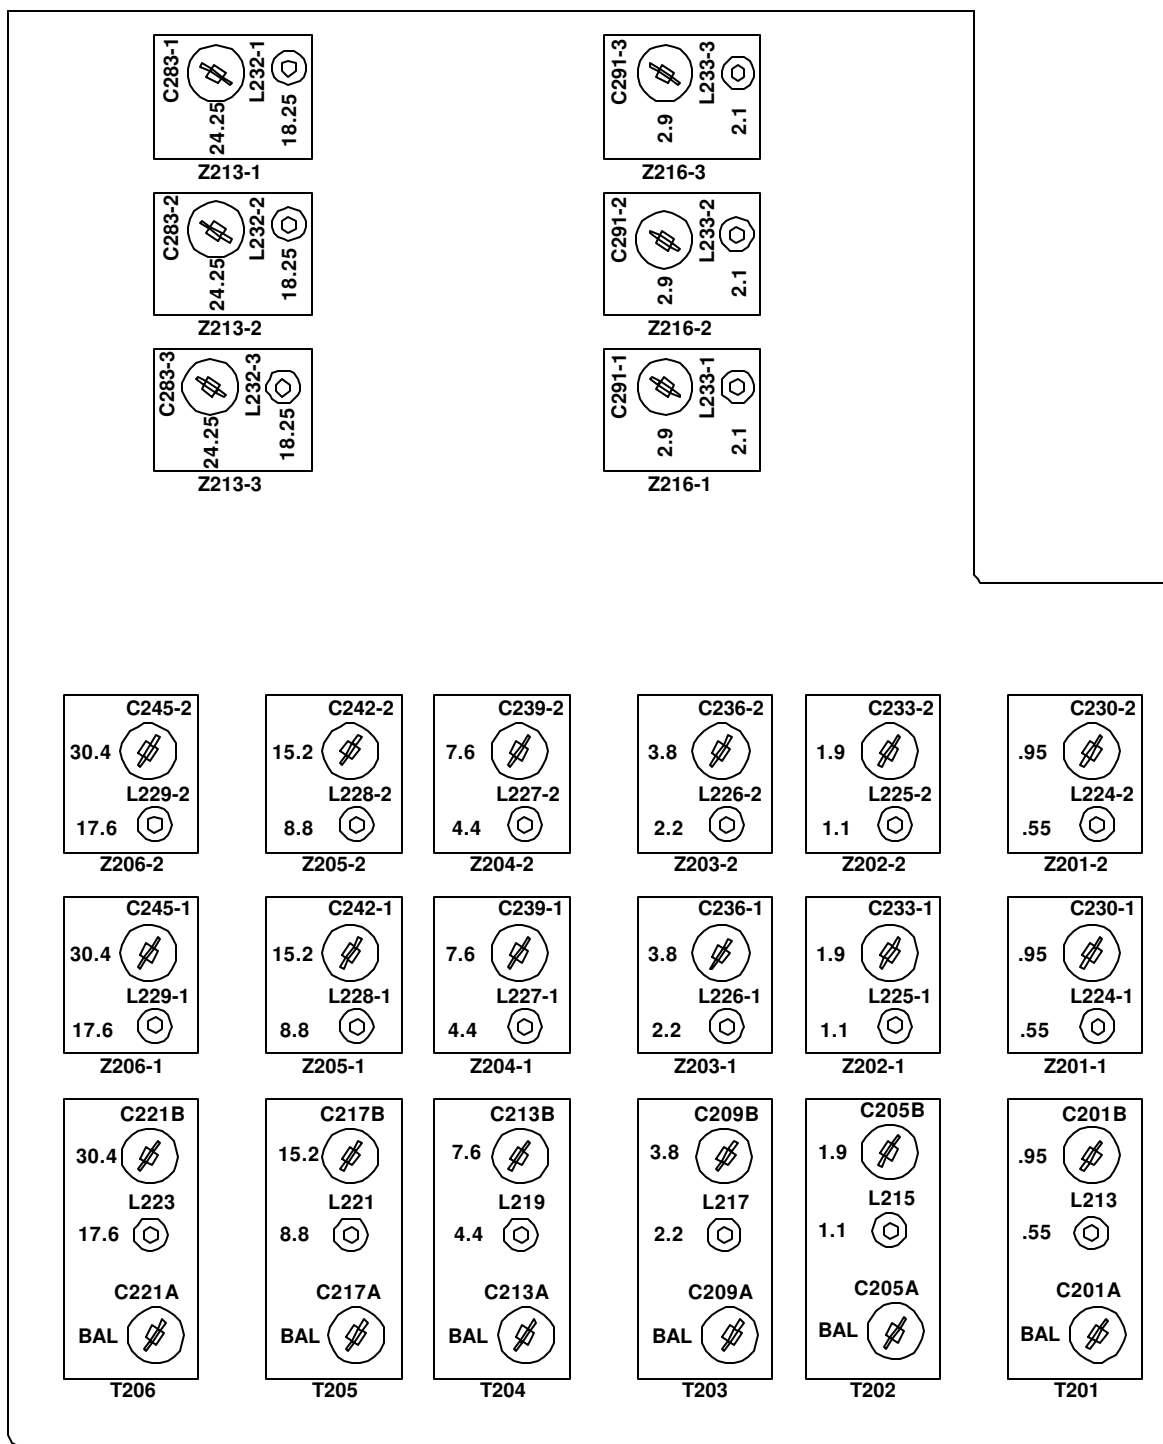 C283-1
24.25
L232-1
18.25
Z213-1
C291-3
2.9
L233-3
2.1
Z216-3
C283-2
24.25
L232-2
18.25
Z213-2
C291-2
2.9
L233-2
2.1
Z216-2
C283-3
24.25
L232-3
18.25
Z213-3
C291-1
2.9
L233-1
2.1
Z216-1
C245-2
30.4
L229-2
17.6
Z206-2
C242-2
15.2
L228-2
8.8
Z205-2
C239-2
7.6
L227-2
4.4
Z204-2
C236-2
3.8
L226-2
2.2
Z203-2
C233-2
1.9
L225-2
1.1
Z202-2
C230-2
.95
L224-2
.55
Z201-2
C245-1
30.4
L229-1
17.6
Z206-1
C242-1
15.2
L228-1
8.8
Z205-1
C239-1
7.6
L227-1
4.4
Z204-1
C236-1
3.8
L226-1
2.2
Z203-1
C233-1
1.9
L225-1
1.1
Z202-1
C230-1
.95
L224-1
.55
Z201-1
C221B
30.4
L223
17.6
C221A
BAL
T206
C217B
15.2
L221
8.8
C217A
BAL
T205
C213B
7.6
L219
4.4
C213A
BAL
T204
C209B
3.8
L217
2.2
C209A
BAL
T203
C205B
1.9
L215
1.1
C205A
BAL
T202
C201B
.95
L213
.55
C201A
BAL
T201